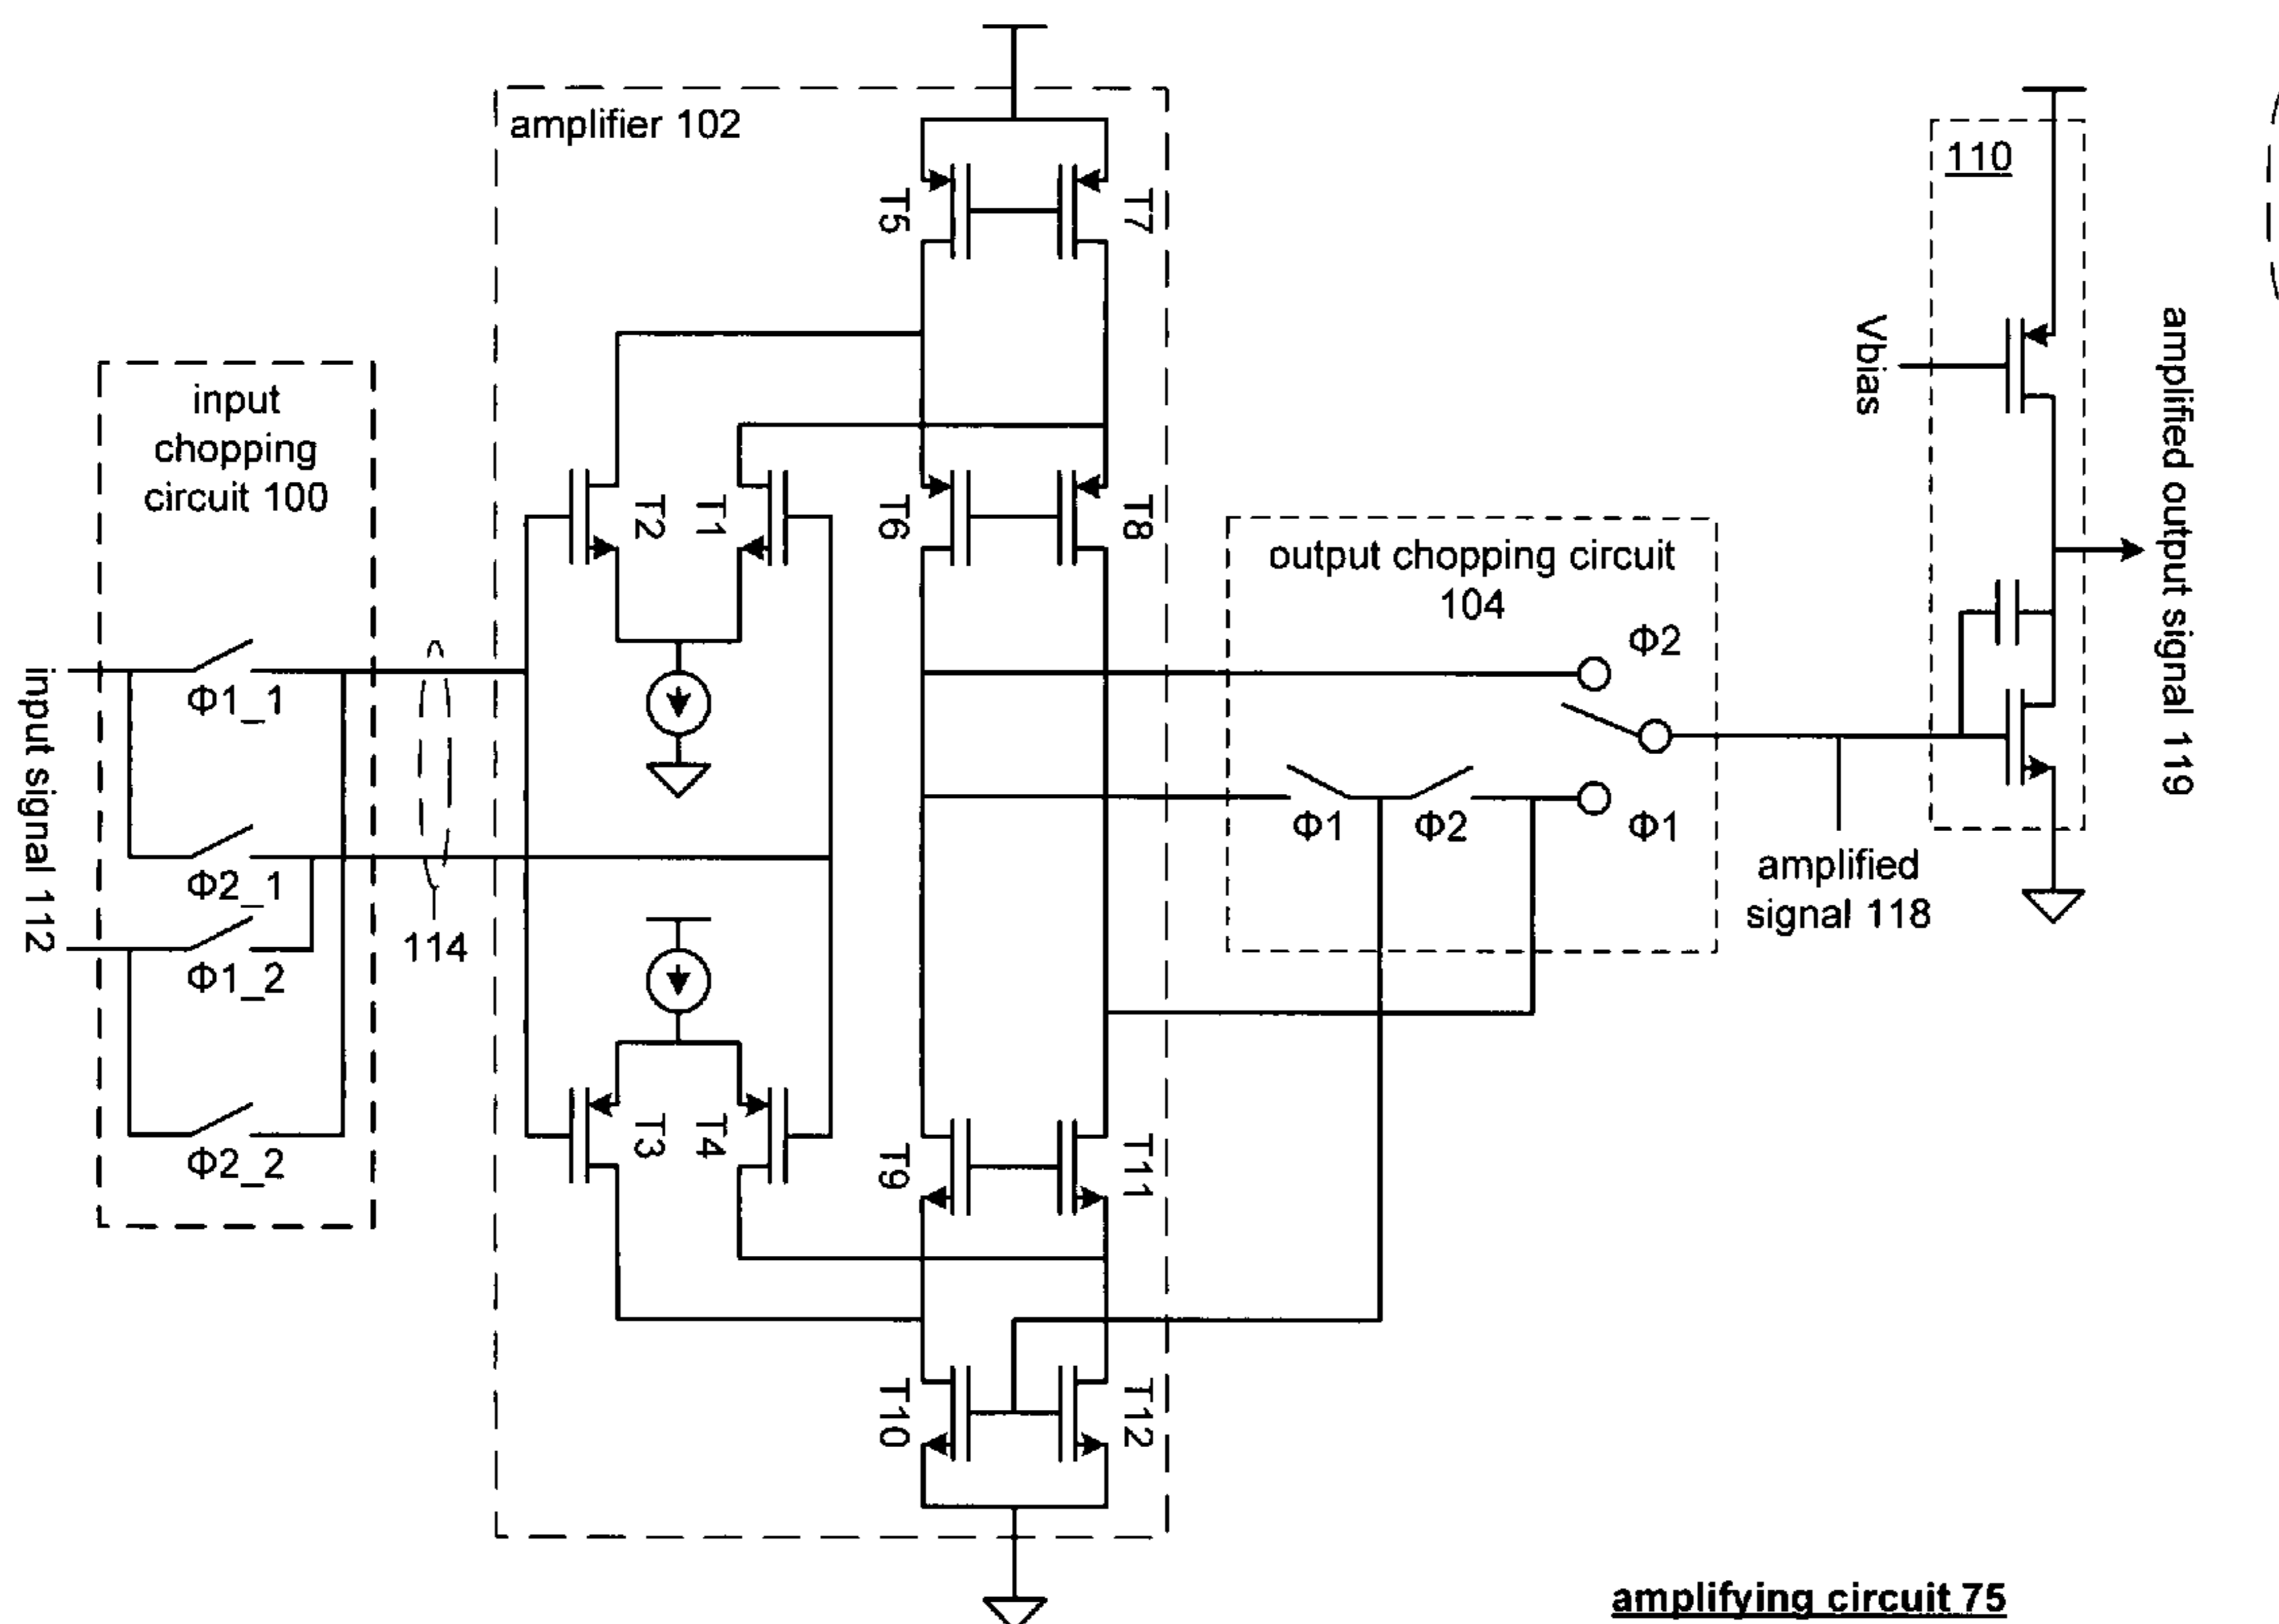 amplifier 102
110
T5
T7
Vbias
amplified output signal 119
input
chopping
circuit 100
T2
T1
T6
T8
output chopping circuit
104
Φ2
input signal 112
Φ1_1
Φ1
Φ2
Φ1
Φ2_1
amplified
signal 118
114
Φ1_2
T3
T4
T9
T11
Φ2_2
T10
T12
amplifying circuit 75